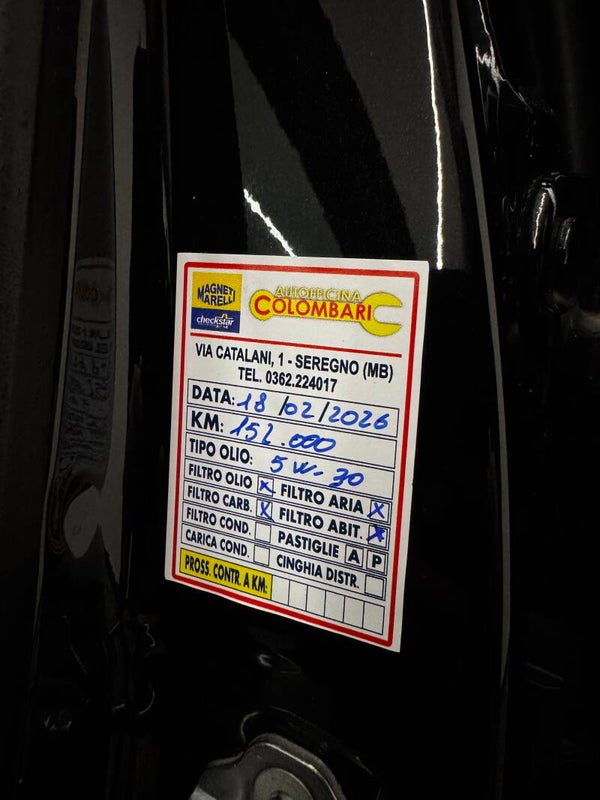 MAGNETI
MARELLI
checkstar
AUTOFFICINA
COLOMBARI
VIA CATALANI, 1 - SEREGNO (MB)
TEL. 0362.224017
DATA: 18/02/2026
KM: 152.000
TIPO OLIO: 5W-30
FILTRO OLIO X FILTRO ARIA X
FILTRO CARB. X FILTRO ABIT. X
FILTRO COND. PASTIGLIE A P
CARICA COND. CINGHIA DISTR.
PROSS. CONTR. A KM: